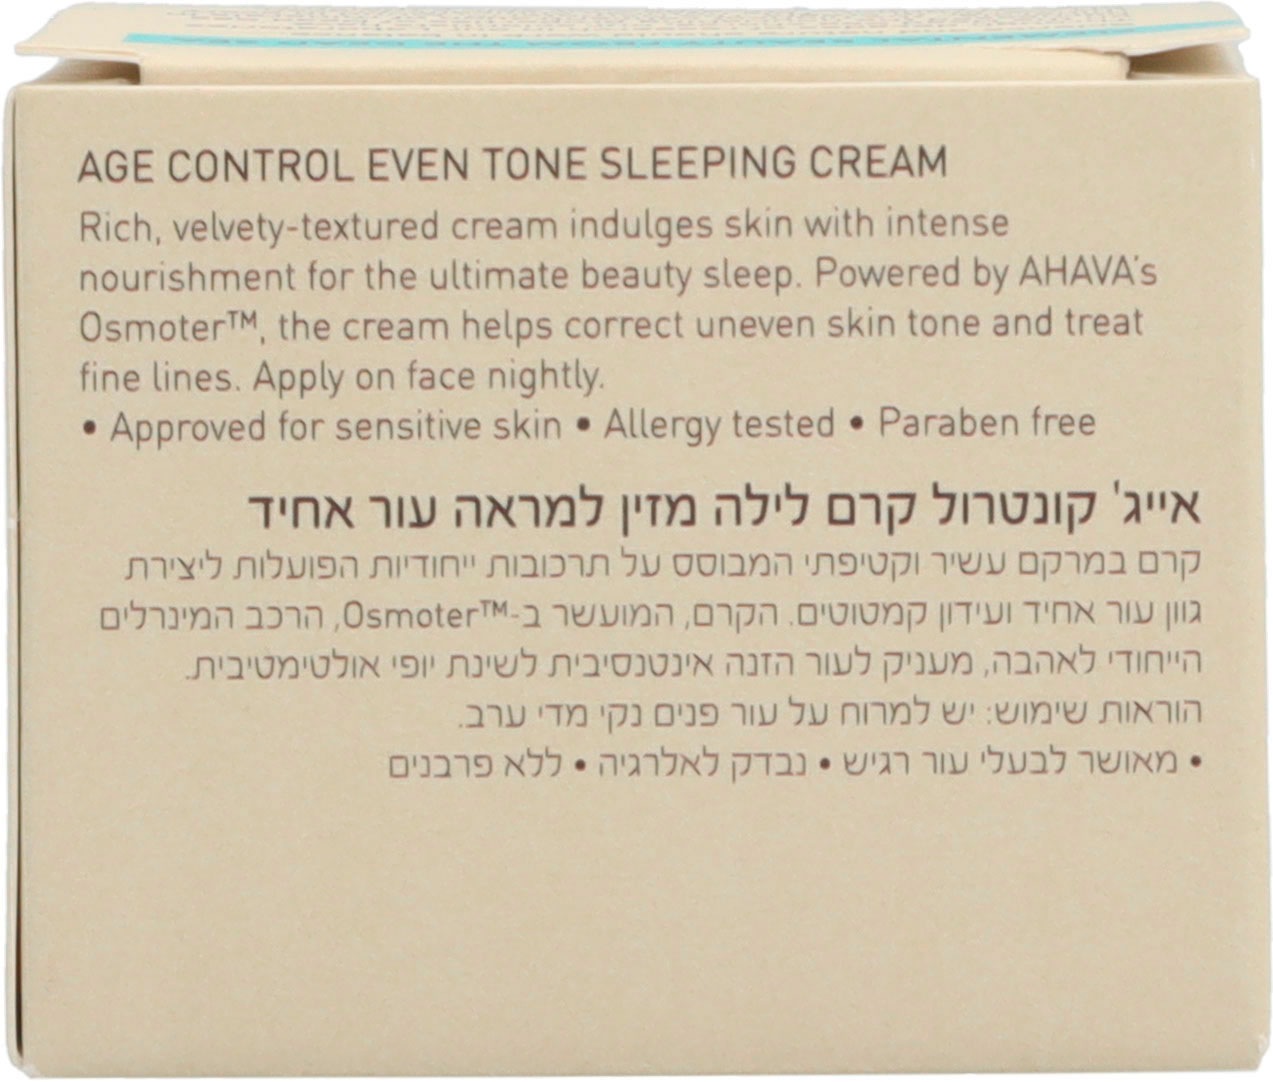 AGE CONTROL EVEN TONE SLEEPING CREAM
Rich, velvety-textured cream indulges skin with intense
nourishment for the ultimate beauty sleep. Powered by AHAVA's
Osmoter™, the cream helps correct uneven skin tone and treat
fine lines. Apply on face nightly.
• Approved for sensitive skin • Allergy tested • Paraben free
אייג' קונטרול קרם לילה מזין למראה עור אחיד
קרם במרקם עשיר וקטיפתי המבוסס על תרכובות ייחודיות הפועלות ליצירת
גוון עור אחיד ועידון קמטוטים. הקרם, המועשר ב-Osmoter™, הרכב המינרלים
הייחודי לאהבה, מעניק לעור הזנה אינטנסיבית לשינת יופי אולטימטיבית.
הוראות שימוש: יש למרוח על עור פנים נקי מדי ערב.
• מאושר לבעלי עור רגיש • נבדק לאלרגיה • ללא פרבנים